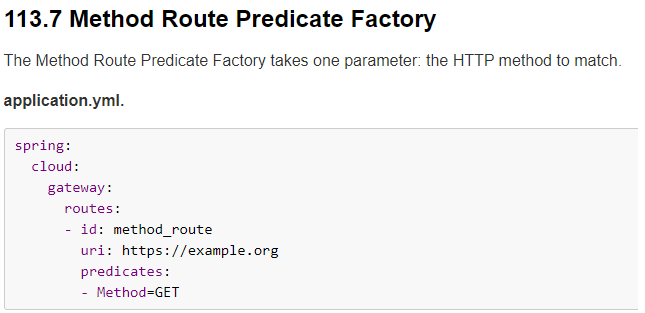 113.7 Method Route Predicate Factory
The Method Route Predicate Factory takes one parameter: the HTTP method to match.
application.yml.
spring:
  cloud:
    gateway:
      routes:
      - id: method_route
        uri: https://example.org
        predicates:
        - Method=GET